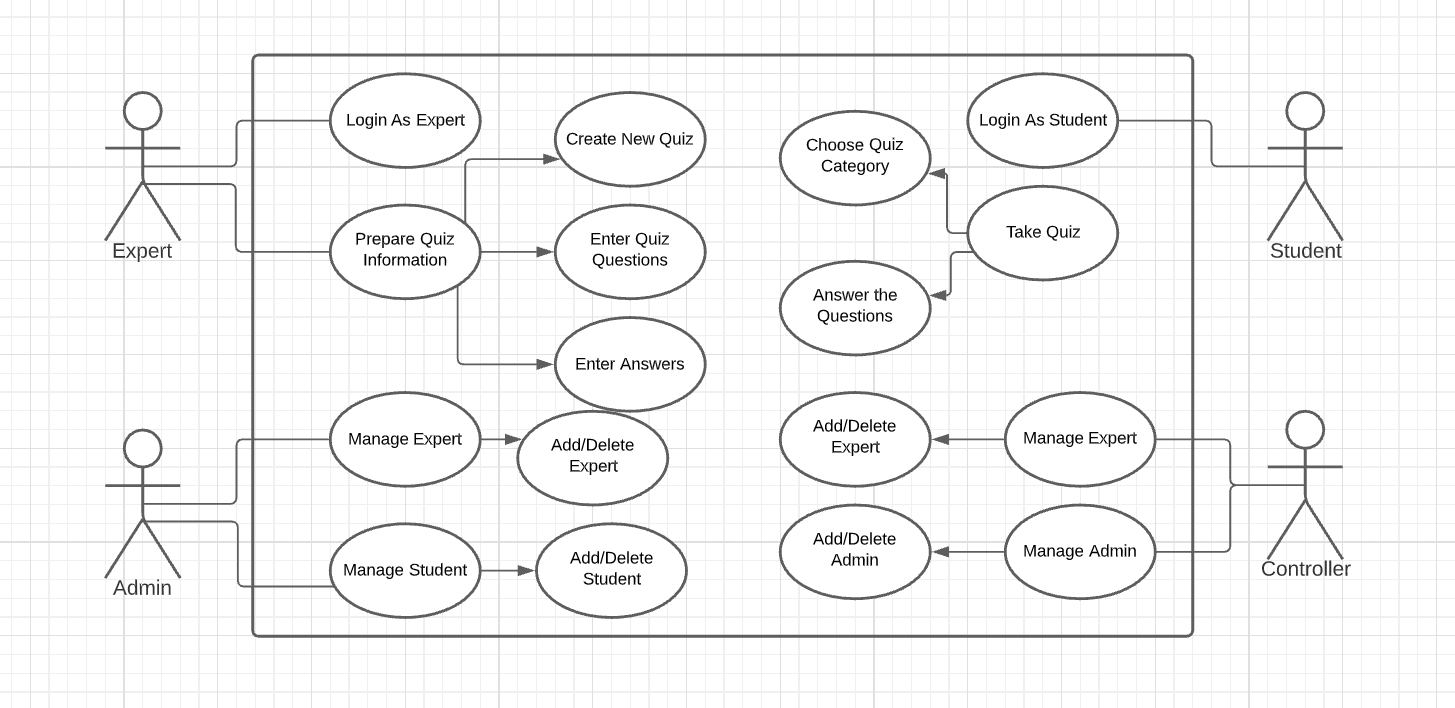 Login As Expert
Create New Quiz
Choose Quiz
Category
Login As Student
Expert
Prepare Quiz
Information
Enter Quiz
Questions
Take Quiz
Student
Answer the
Questions
Enter Answers
Manage Expert
Add/Delete
Expert
Add/Delete
Expert
Manage Expert
Admin
Manage Student
Add/Delete
Student
Add/Delete
Admin
Manage Admin
Controller